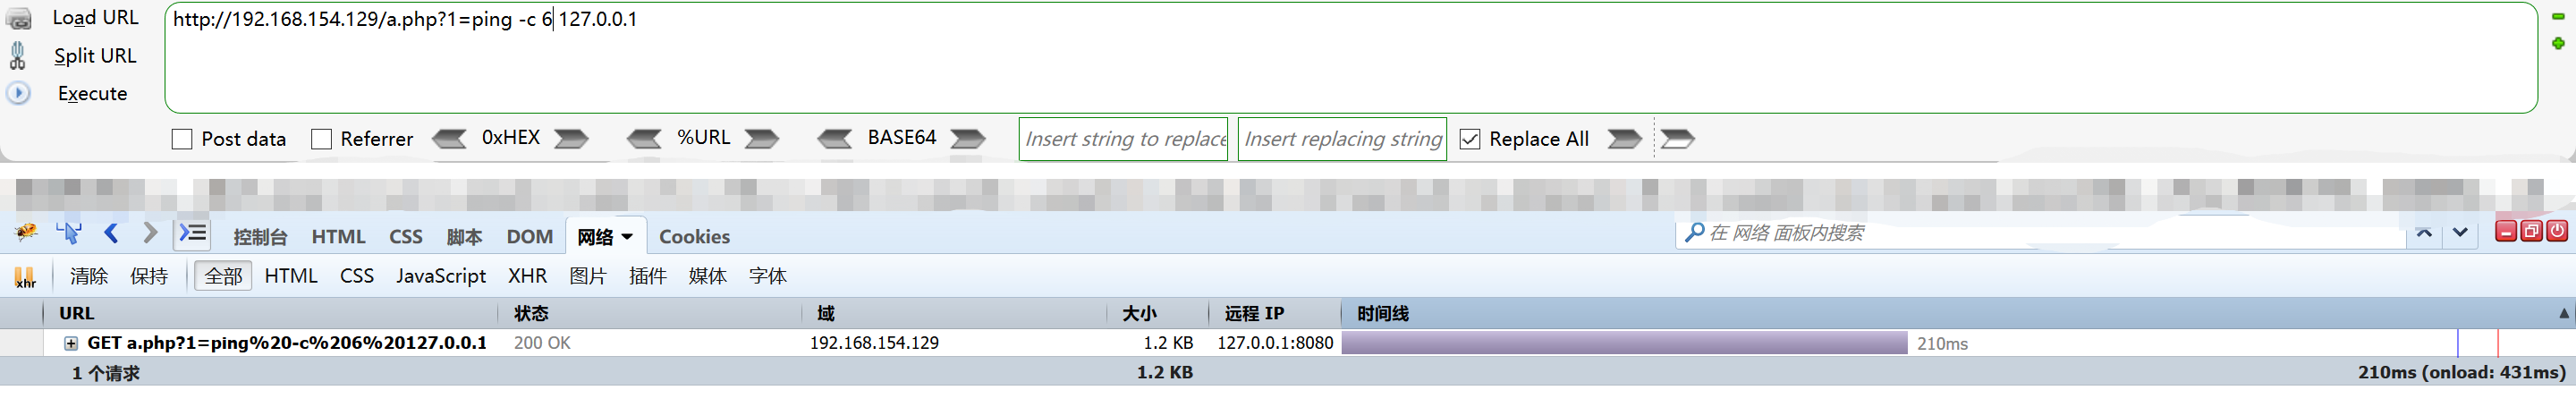 Load URL
http://192.168.154.129/a.php?1=ping -c 6 127.0.0.1
Split URL
Execute
Post data Referrer 0xHEX %URL BASE64 Insert string to replace Insert replacing string Replace All
控制台 HTML CSS 脚本 DOM 网络 Cookies 在 网络 面板内搜索
xhr 清除 保持 全部 HTML CSS JavaScript XHR 图片 插件 媒体 字体
URL 状态 域 大小 远程 IP 时间线
GET a.php?1=ping%20-c%206%20127.0.0.1 200 OK 192.168.154.129 1.2 KB 127.0.0.1:8080 210ms
1 个请求 1.2 KB 210ms (onload: 431ms)